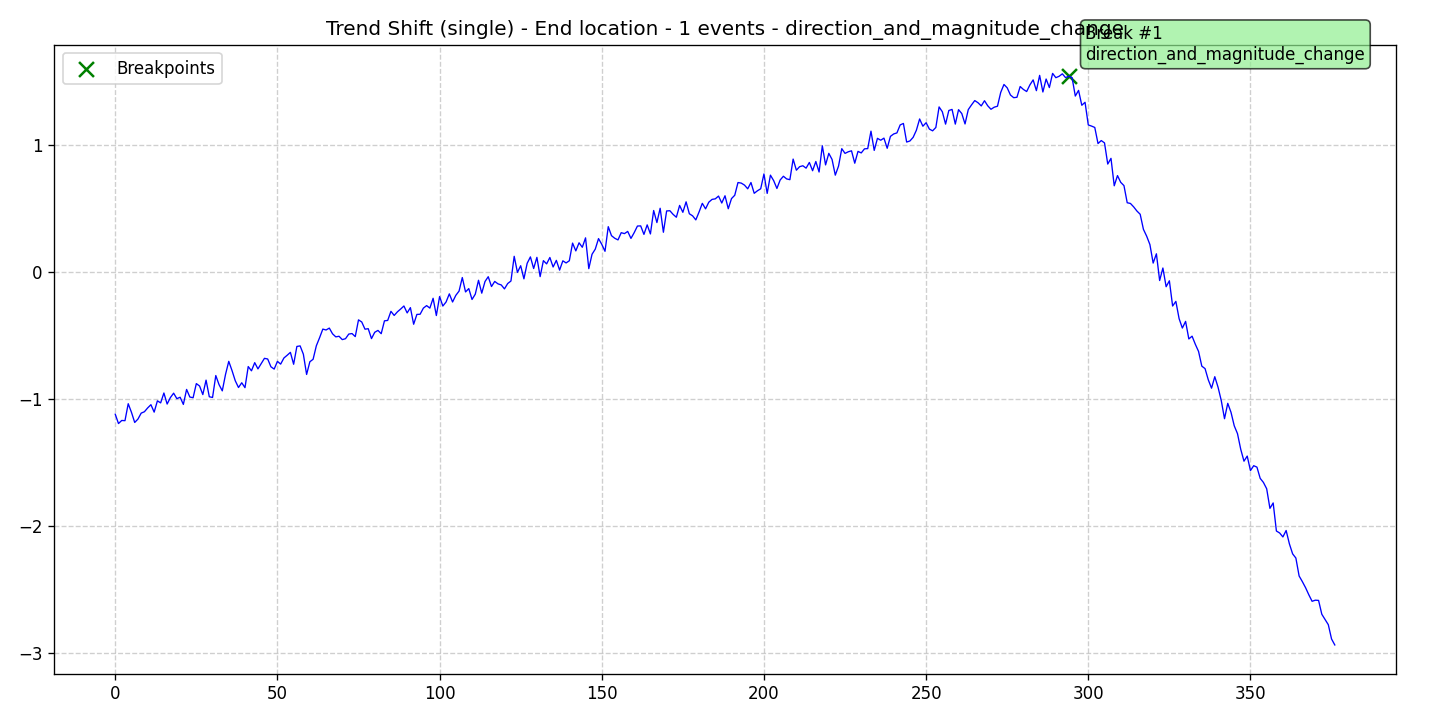 Trend Shift (single) - End location - 1 events - direction_and_magnitude_change
Break #1
direction_and_magnitude_change
Breakpoints
1
0
−1
−2
−3
0 50 100 150 200 250 300 350